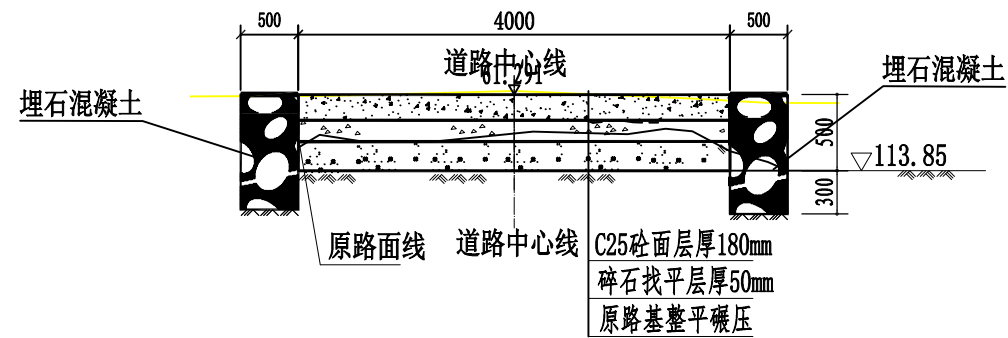 500
4000
500
道路中心线
61.291
埋石混凝土
埋石混凝土
500
113.85
300
原路面线
道路中心线
C25砼面层厚180mm
碎石找平层厚50mm
原路基整平碾压